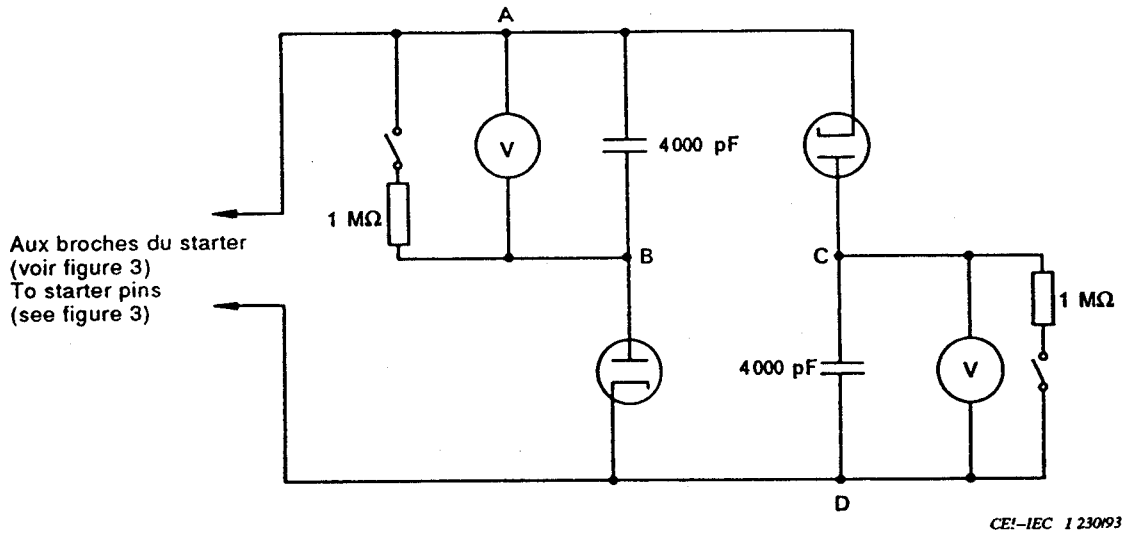 A
V
4000 pF
1 MΩ
Aux broches du starter
(voir figure 3)
To starter pins
(see figure 3)
B
C
1 MΩ
4000 pF
V
D
CE!–IEC 1 230/93